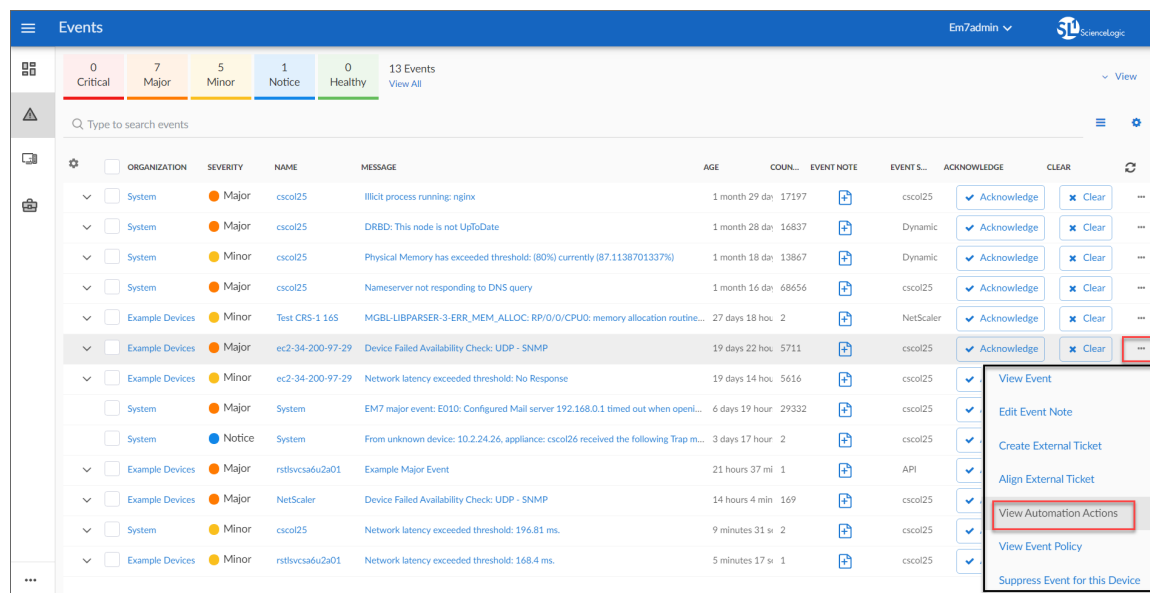 Events
Em7admin
SL ScienceLogic
0 Critical
7 Major
5 Minor
1 Notice
0 Healthy
13 Events
View All
View
Type to search events
ORGANIZATION SEVERITY NAME MESSAGE AGE COUN... EVENT NOTE EVENT S... ACKNOWLEDGE CLEAR
System Major cscol25 Illicit process running: nginx 1 month 29 day 17197 cscol25 Acknowledge Clear
System Major cscol25 DRBD: This node is not UpToDate 1 month 28 day 16837 Dynamic Acknowledge Clear
System Minor cscol25 Physical Memory has exceeded threshold: (80%) currently (87.1138701337%) 1 month 18 day 13867 Dynamic Acknowledge Clear
System Major cscol25 Nameserver not responding to DNS query 1 month 16 day 68656 cscol25 Acknowledge Clear
Example Devices Minor Test CRS-1 16S MGBL-LIBPARSER-3-ERR_MEM_ALLOC: RP/0/0/CPU0: memory allocation routine... 27 days 18 hou 2 NetScaler Acknowledge Clear
Example Devices Major ec2-34-200-97-29 Device Failed Availability Check: UDP - SNMP 19 days 22 hou 5711 cscol25 Acknowledge Clear
Example Devices Minor ec2-34-200-97-29 Network latency exceeded threshold: No Response 19 days 14 hou 5616 cscol25
System Major System EM7 major event: E010: Configured Mail server 192.168.0.1 timed out when openi... 6 days 19 hour 29332 cscol25
System Notice System From unknown device: 10.2.24.26, appliance: cscol26 received the following Trap m... 3 days 17 hour 2 cscol25
Example Devices Major rstlsvcsa6u2a01 Example Major Event 21 hours 37 mi 1 API
Example Devices Major NetScaler Device Failed Availability Check: UDP - SNMP 14 hours 4 min 169 cscol25
System Minor cscol25 Network latency exceeded threshold: 196.81 ms. 9 minutes 31 s 2 cscol25
Example Devices Minor rstlsvcsa6u2a01 Network latency exceeded threshold: 168.4 ms. 5 minutes 17 s 1 cscol25
View Event
Edit Event Note
Create External Ticket
Align External Ticket
View Automation Actions
View Event Policy
Suppress Event for this Device